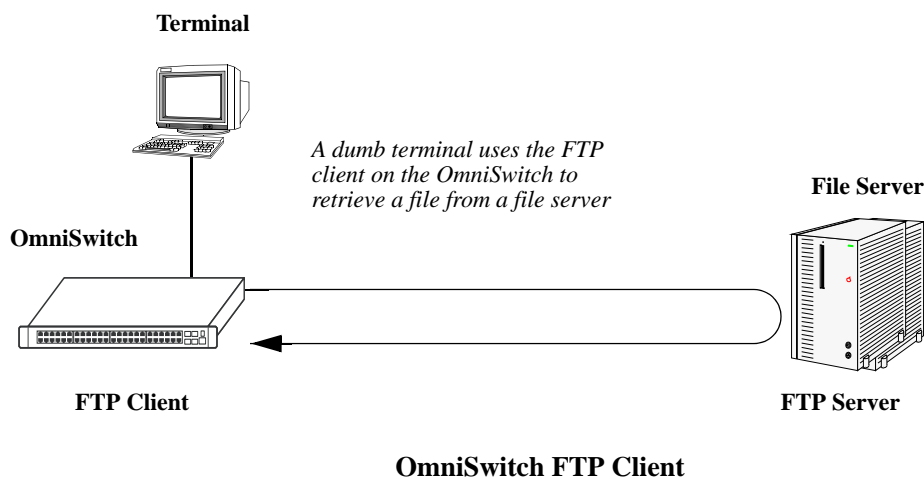 Terminal
A dumb terminal uses the FTP
client on the OmniSwitch to
retrieve a file from a file server
File Server
OmniSwitch
FTP Client
FTP Server
OmniSwitch FTP Client